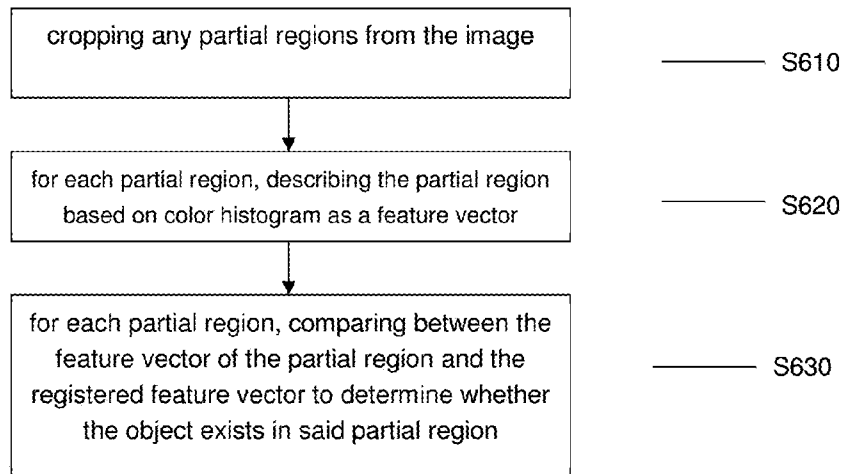 cropping any partial regions from the image
S610
for each partial region, describing the partial region
based on color histogram as a feature vector
S620
for each partial region, comparing between the
feature vector of the partial region and the
registered feature vector to determine whether
the object exists in said partial region
S630